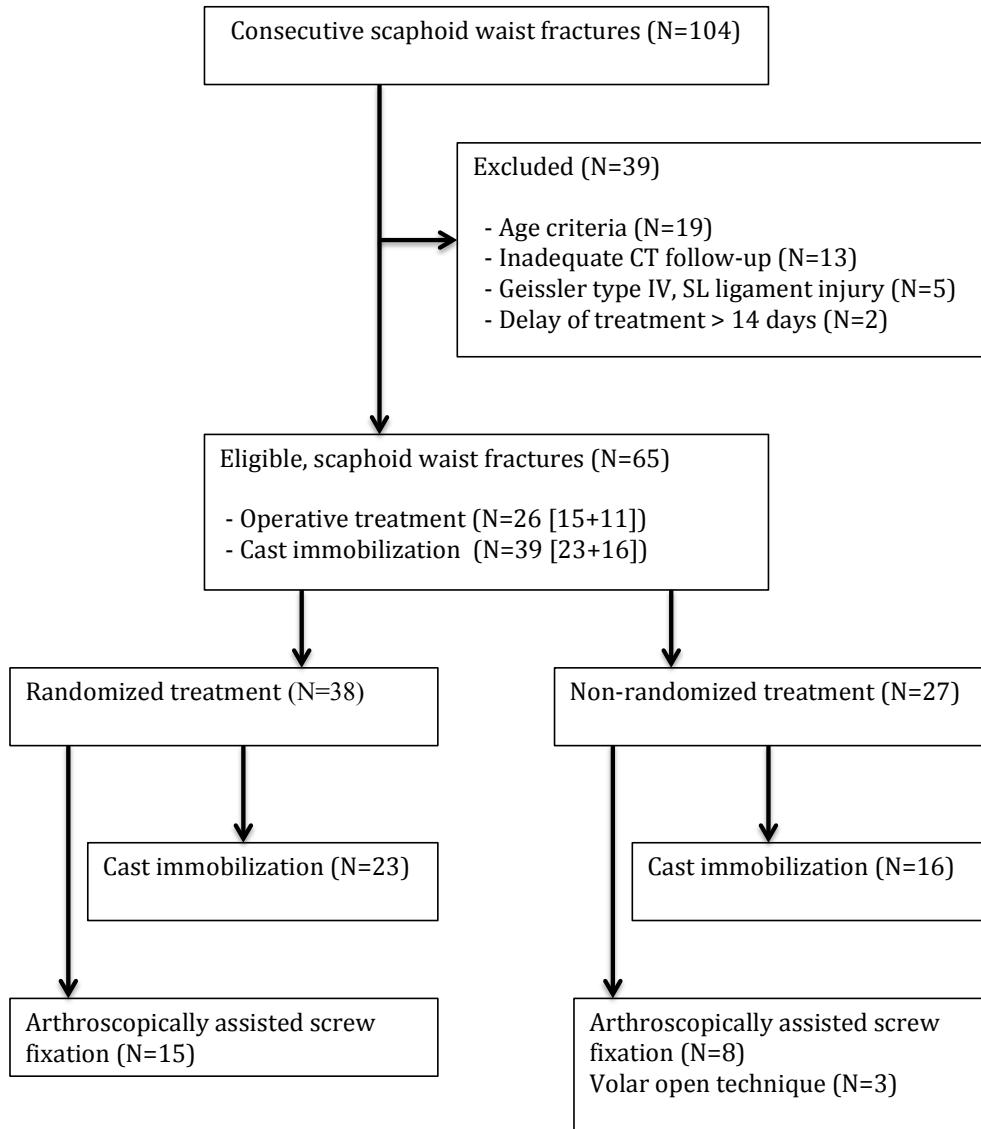 Consecutive scaphoid waist fractures (N=104)
Excluded (N=39)
- Age criteria (N=19)
- Inadequate CT follow-up (N=13)
- Geissler type IV, SL ligament injury (N=5)
- Delay of treatment > 14 days (N=2)
Eligible, scaphoid waist fractures (N=65)
- Operative treatment (N=26 [15+11])
- Cast immobilization (N=39 [23+16])
Randomized treatment (N=38)
Non-randomized treatment (N=27)
Cast immobilization (N=23)
Cast immobilization (N=16)
Arthroscopically assisted screw
fixation (N=15)
Arthroscopically assisted screw
fixation (N=8)
Volar open technique (N=3)